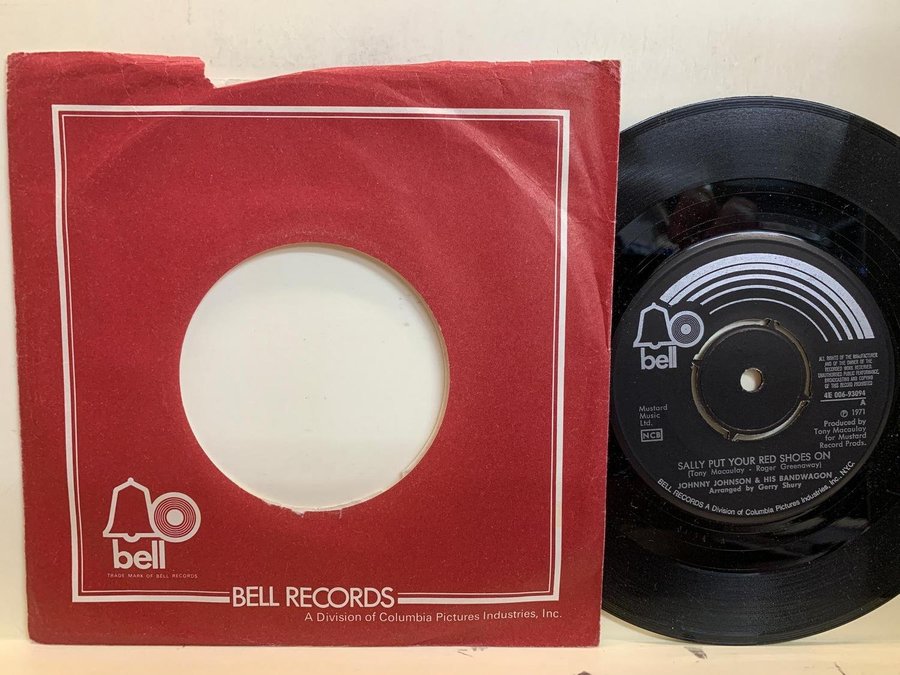 bell
TRADE MARK OF BELL RECORDS
BELL RECORDS
A Division of Columbia Pictures Industries, Inc.
bell
ALL RIGHTS OF THE MANUFACTURER
AND OF THE OWNER OF THE
RECORDED WORK RESERVED.
UNAUTHORISED PUBLIC PERFORMANCE,
BROADCASTING AND COPYING
OF THIS RECORD PROHIBITED
4E 006-93094
A
Mustard
Music
Ltd.
NCB
℗ 1971
Produced by
Tony Macaulay
for Mustard
Record Prods.
SALLY PUT YOUR RED SHOES ON
(Tony Macaulay - Roger Greenaway)
JOHNNY JOHNSON & HIS BANDWAGON
Arranged by Gerry Shury
BELL RECORDS A Division of Columbia Pictures Industries, Inc., N.Y.C.